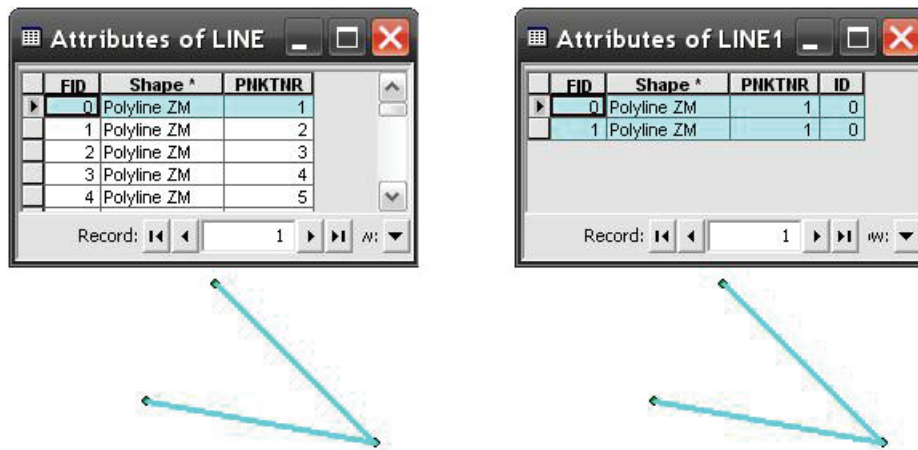 Attributes of LINE
FID Shape * PNKTNR
0 Polyline ZM 1
1 Polyline ZM 2
2 Polyline ZM 3
3 Polyline ZM 4
4 Polyline ZM 5
Record: 1
Attributes of LINE1
FID Shape * PNKTNR ID
0 Polyline ZM 1 0
1 Polyline ZM 1 0
Record: 1